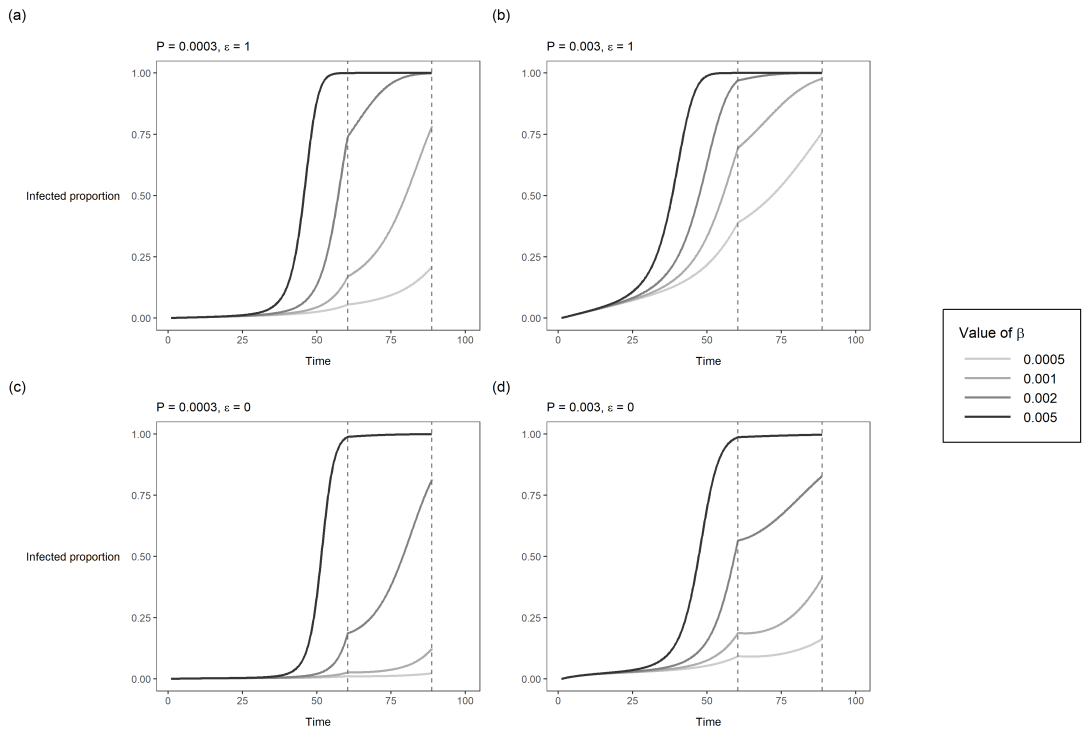 (a)
P = 0.0003, ε = 1
1.00
0.75
0.50
0.25
0.00
Infected proportion
0
25
50
75
100
Time
(b)
P = 0.003, ε = 1
1.00
0.75
0.50
0.25
0.00
0
25
50
75
100
Time
(c)
P = 0.0003, ε = 0
1.00
0.75
0.50
0.25
0.00
Infected proportion
0
25
50
75
100
Time
(d)
P = 0.003, ε = 0
1.00
0.75
0.50
0.25
0.00
0
25
50
75
100
Time
Value of β
0.0005
0.001
0.002
0.005